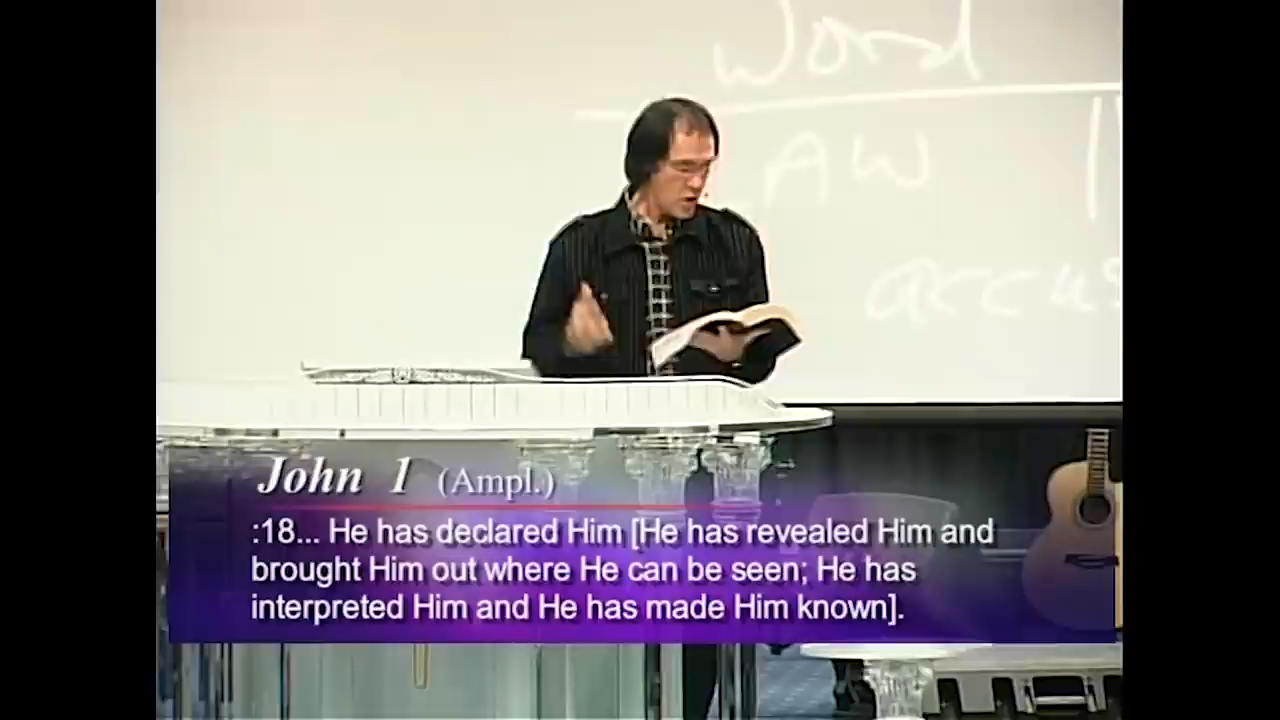 Word
AW
accus
John 1 (Ampl.)
:18... He has declared Him [He has revealed Him and
brought Him out where He can be seen; He has
interpreted Him and He has made Him known].